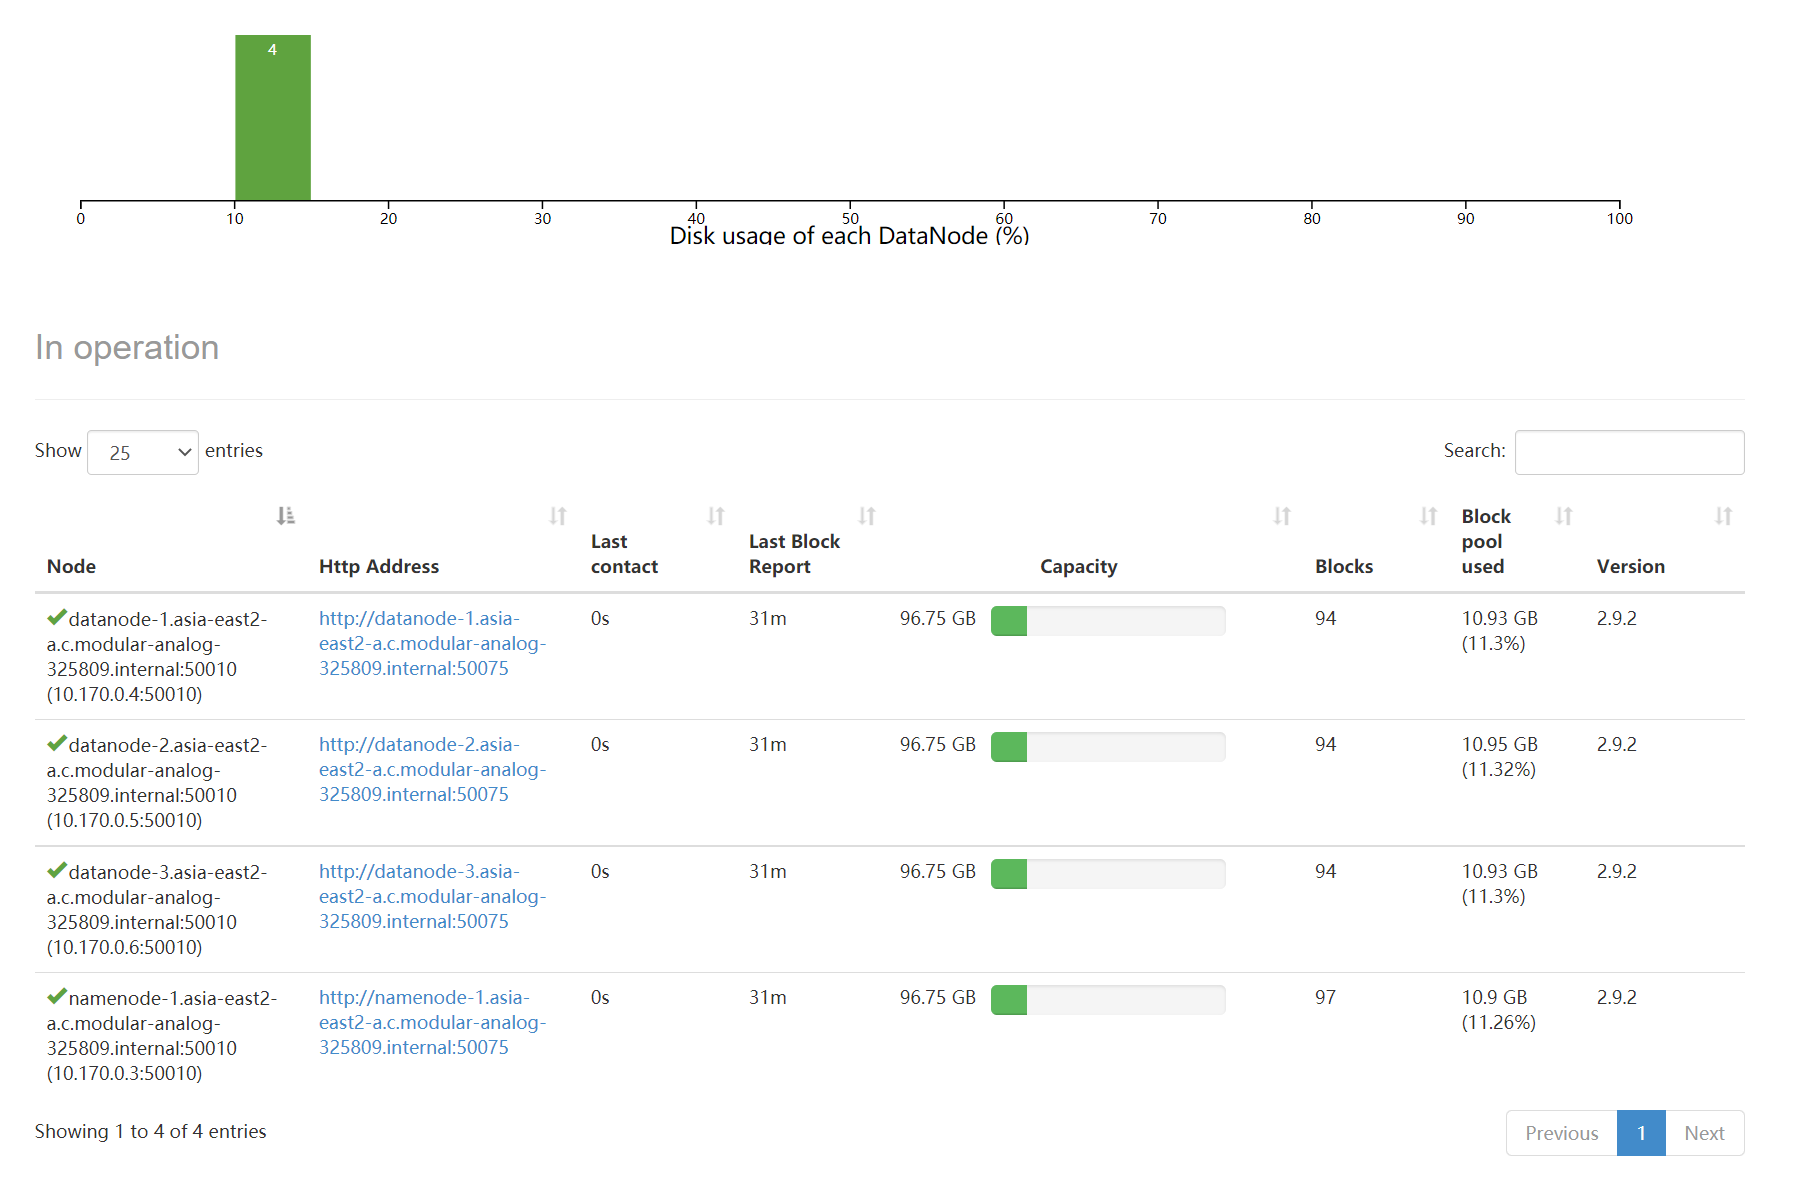 4
0 10 20 30 40 50 60 70 80 90 100
Disk usage of each DataNode (%)
In operation
Show 25 entries
Search:
Node Http Address Last contact Last Block Report Capacity Blocks Block pool used Version
datanode-1.asia-east2-
a.c.modular-analog-
325809.internal:50010
(10.170.0.4:50010)
http://datanode-1.asia-
east2-a.c.modular-analog-
325809.internal:50075
0s
31m
96.75 GB
94
10.93 GB
(11.3%)
2.9.2
datanode-2.asia-east2-
a.c.modular-analog-
325809.internal:50010
(10.170.0.5:50010)
http://datanode-2.asia-
east2-a.c.modular-analog-
325809.internal:50075
0s
31m
96.75 GB
94
10.95 GB
(11.32%)
2.9.2
datanode-3.asia-east2-
a.c.modular-analog-
325809.internal:50010
(10.170.0.6:50010)
http://datanode-3.asia-
east2-a.c.modular-analog-
325809.internal:50075
0s
31m
96.75 GB
94
10.93 GB
(11.3%)
2.9.2
namenode-1.asia-east2-
a.c.modular-analog-
325809.internal:50010
(10.170.0.3:50010)
http://namenode-1.asia-
east2-a.c.modular-analog-
325809.internal:50075
0s
31m
96.75 GB
97
10.9 GB
(11.26%)
2.9.2
Showing 1 to 4 of 4 entries
Previous 1 Next